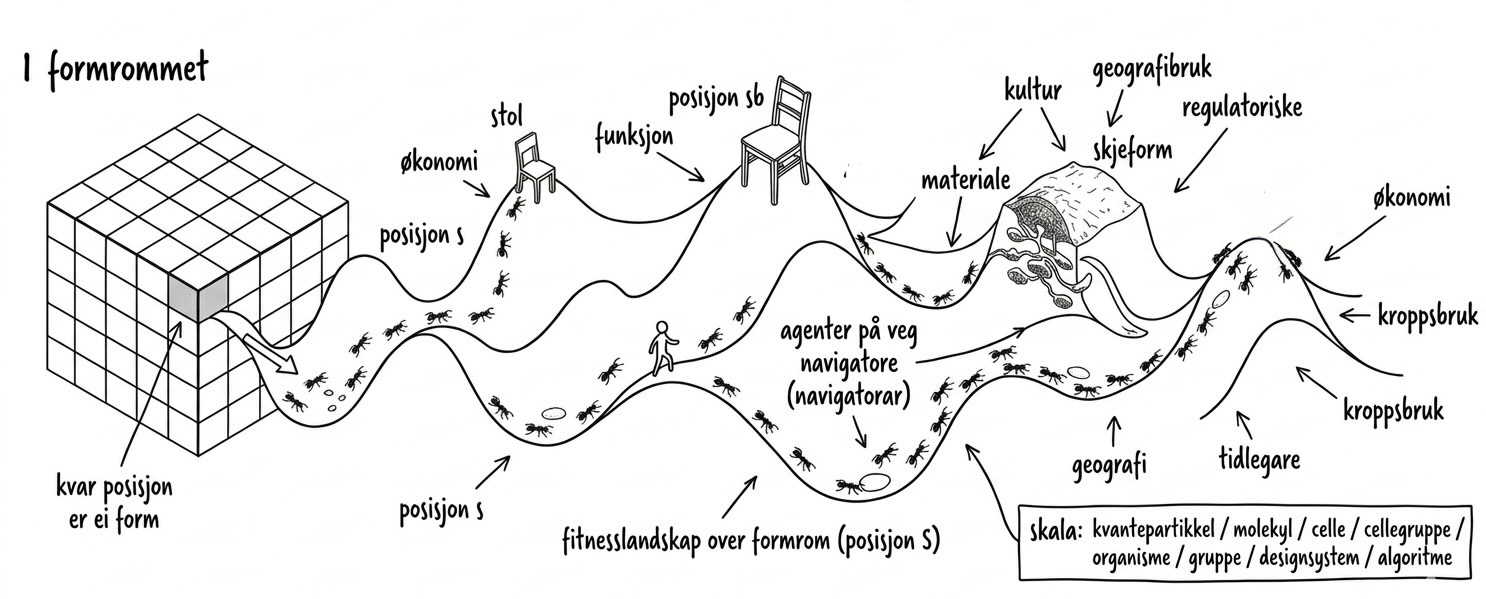 I formrommet
stol
økonomi
posisjon s
funksjon
posisjon sb
kultur
geografibruk
regulatoriske
skjeform
materiale
økonomi
kroppsbruk
kroppsbruk
agenter på veg
navigatore
(navigatorar)
kvar posisjon
er ei form
posisjon s
fitnesslandskap over formrom (posisjon S)
geografi
tidlegare
skala: kvantepartikkel / molekyl / celle / cellegruppe /
organisme / gruppe / designsystem / algoritme